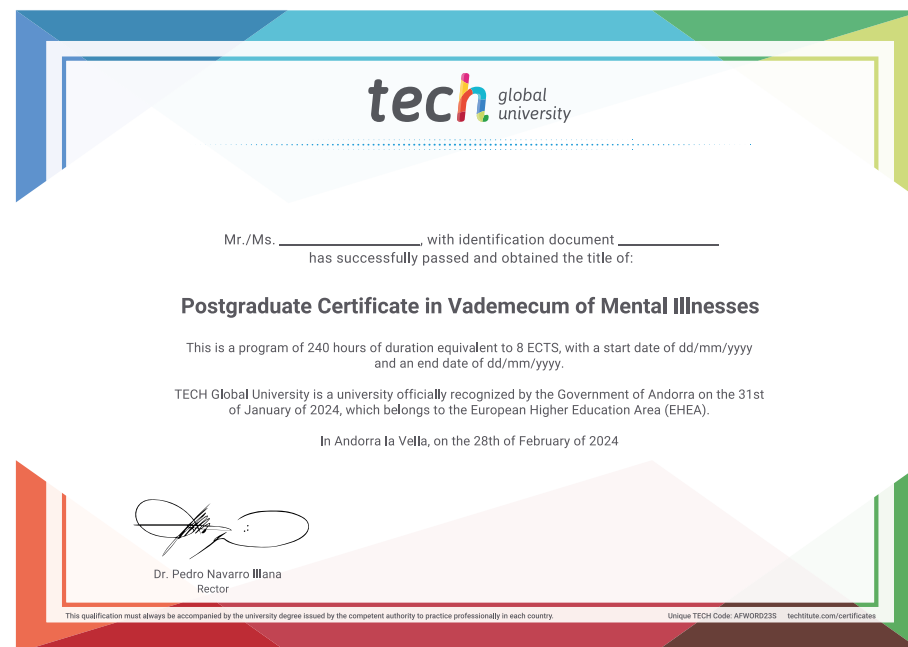 tech global
university
Mr./Ms. ____________________, with identification document ______________
has successfully passed and obtained the title of:
Postgraduate Certificate in Vademecum of Mental Illnesses
This is a program of 240 hours of duration equivalent to 8 ECTS, with a start date of dd/mm/yyyy
and an end date of dd/mm/yyyy.
TECH Global University is a university officially recognized by the Government of Andorra on the 31st
of January of 2024, which belongs to the European Higher Education Area (EHEA).
In Andorra la Vella, on the 28th of February of 2024
Dr. Pedro Navarro Illana
Rector
This qualification must always be accompanied by the university degree issued by the competent authority to practice professionally in each country. Unique TECH Code: AFWORD23S techtitute.com/certificates